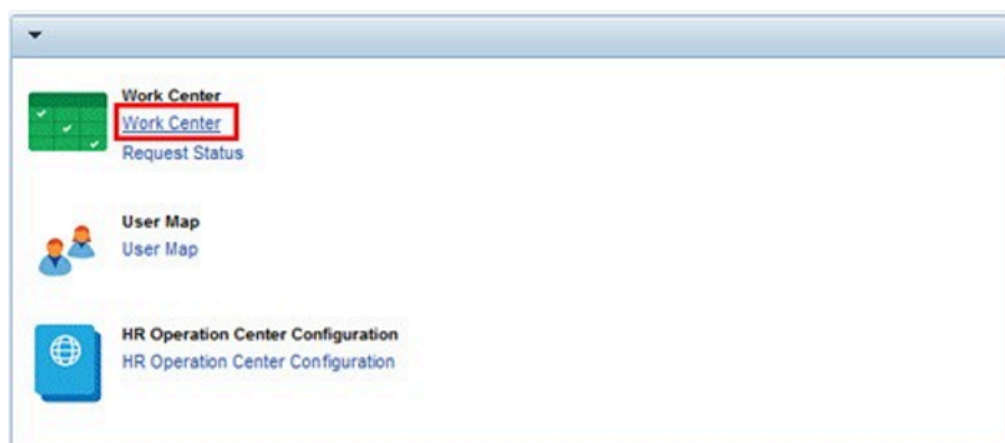 Work Center
Work Center
Request Status
User Map
User Map
HR Operation Center Configuration
HR Operation Center Configuration